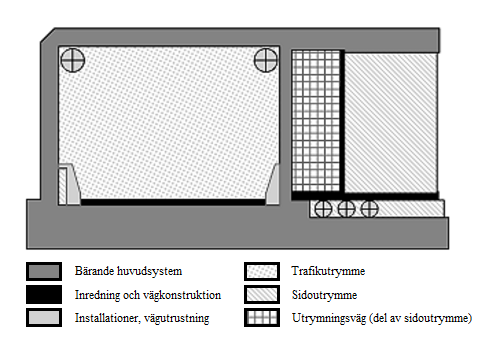 Bärande huvudsystem
Trafikutrymme
Inredning och vägkonstruktion
Sidoutrymme
Installationer, vägutrustning
Utrymningsväg (del av sidoutrymme)